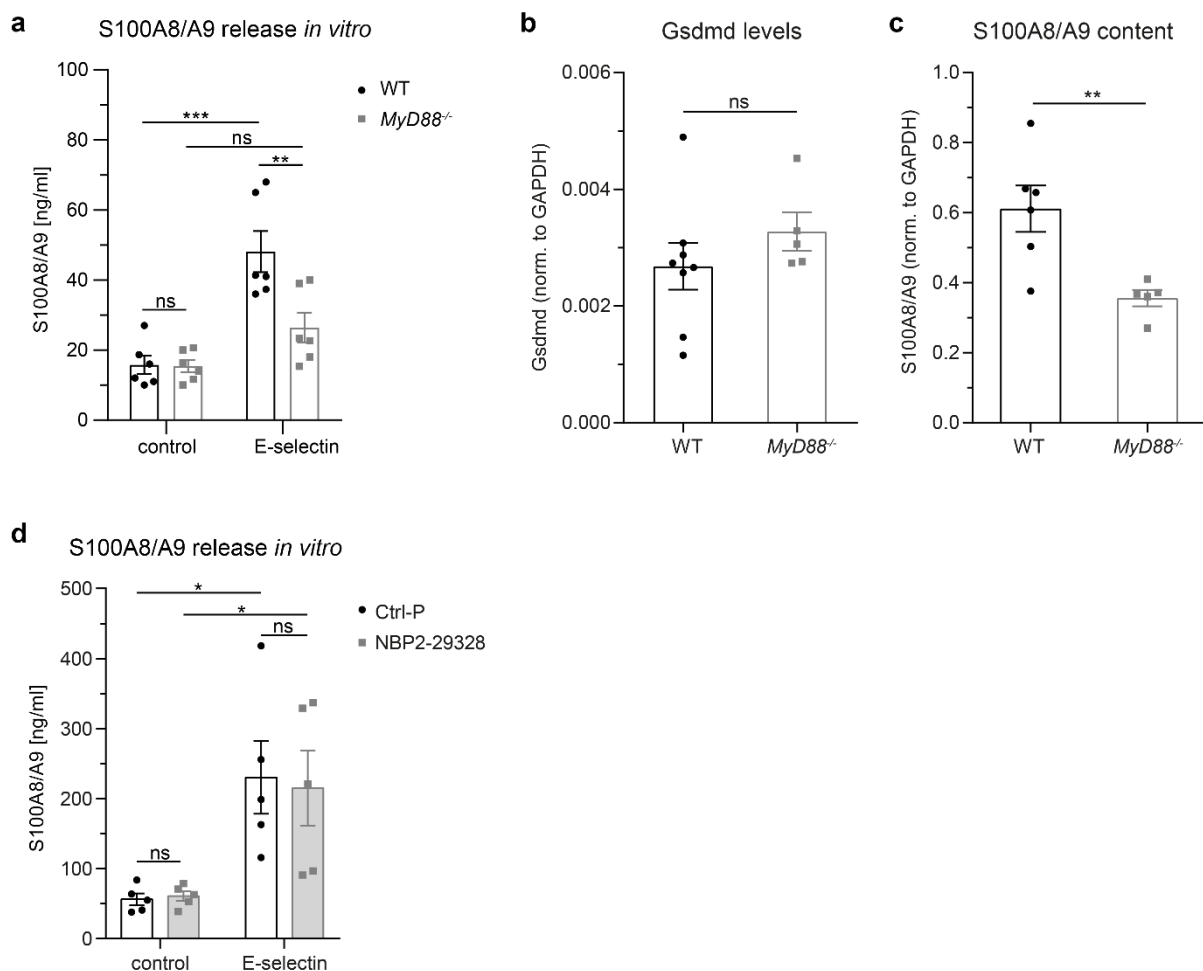 a
S100A8/A9 release in vitro
S100A8/A9 [ng/ml]
100
80
60
40
20
0
***
ns
**
ns
WT
MyD88-/-
control
E-selectin
b
Gsdmd levels
Gsdmd (norm. to GAPDH)
0.006
0.004
0.002
0.000
ns
WT
MyD88-/-
c
S100A8/A9 content
S100A8/A9 (norm. to GAPDH)
1.0
0.8
0.6
0.4
0.2
0.0
**
WT
MyD88-/-
d
S100A8/A9 release in vitro
S100A8/A9 [ng/ml]
500
400
300
200
100
0
*
*
ns
ns
Ctrl-P
NBP2-29328
control
E-selectin